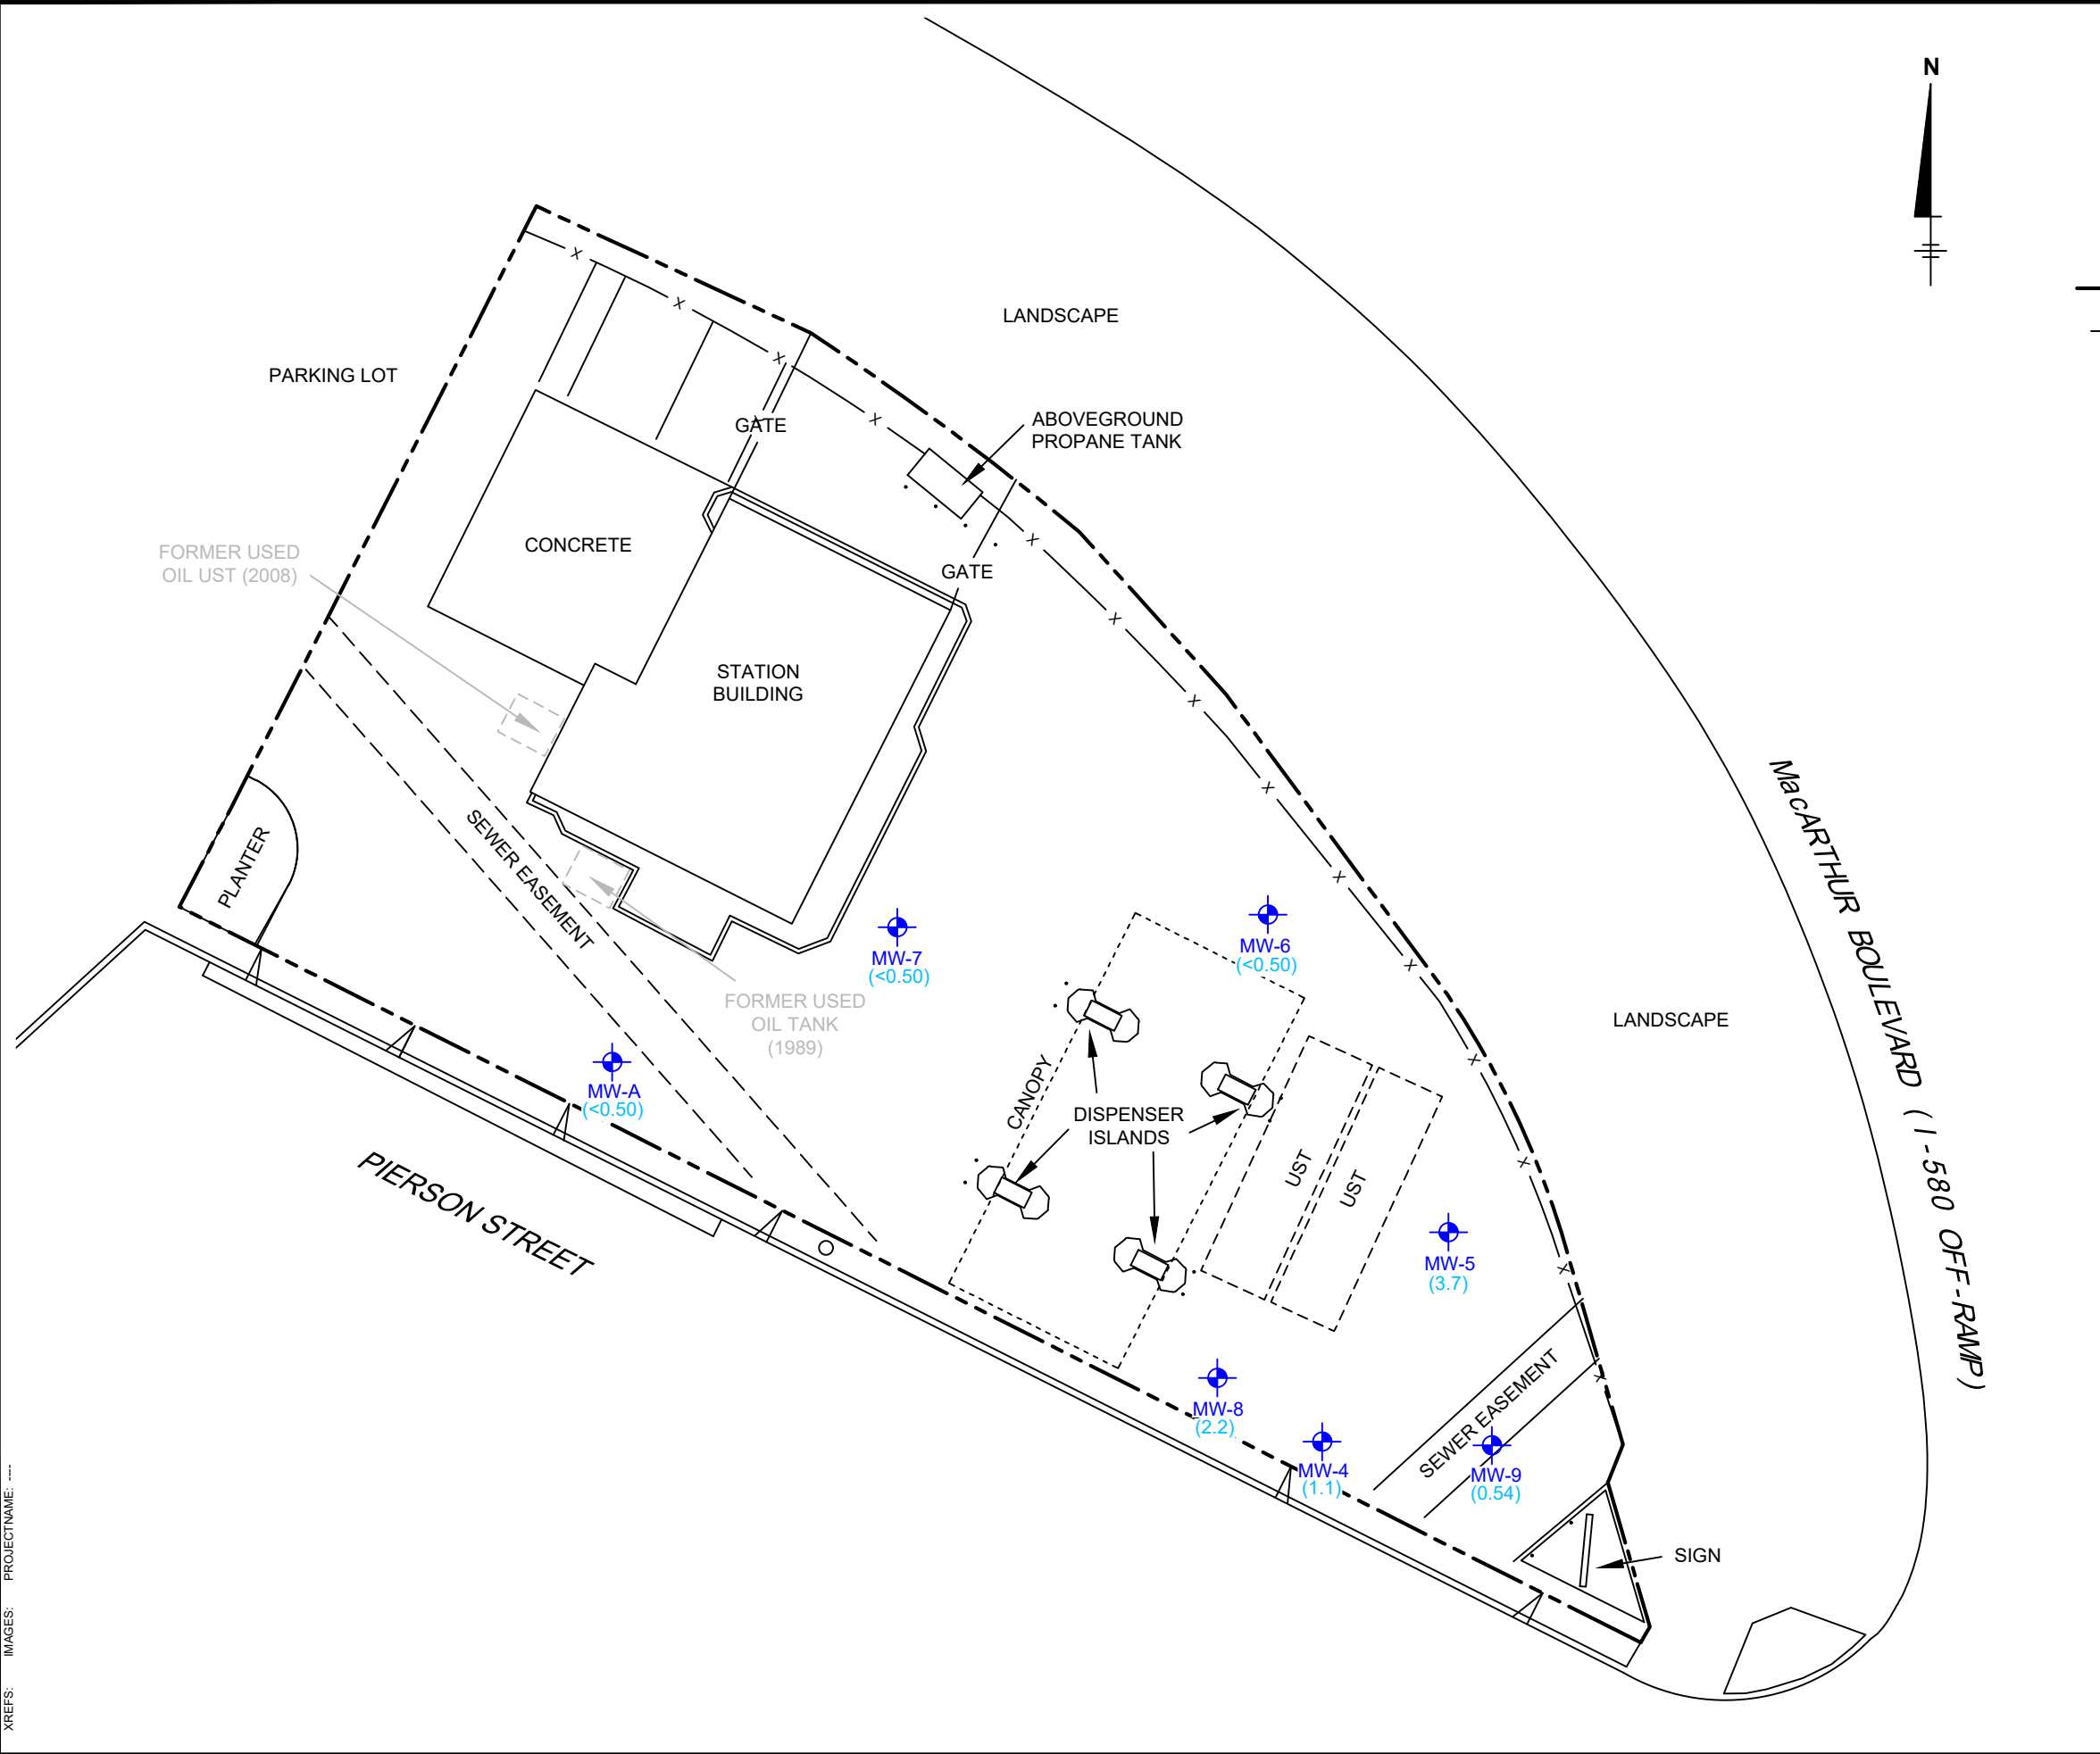 N
LANDSCAPE
PARKING LOT
ABOVEGROUND
PROPANE TANK
GATE
CONCRETE
FORMER USED
OIL UST (2008)
GATE
STATION
BUILDING
MacARTHUR BOULEVARD (I-580 OFF-RAMP)
PLANTER
SEWER EASEMENT
MW-7
(<0.50)
MW-6
(<0.50)
FORMER USED
OIL TANK
(1989)
LANDSCAPE
MW-A
(<0.50)
CANOPY
DISPENSER
ISLANDS
UST
UST
PIERSON STREET
MW-5
(3.7)
MW-8
(2.2)
SEWER EASEMENT
MW-4
(1.1)
MW-9
(0.54)
SIGN
XREFS: IMAGES: PROJECTNAME: ----
X
X
X
X
X
X
X
X
X
X
X
X
X
X